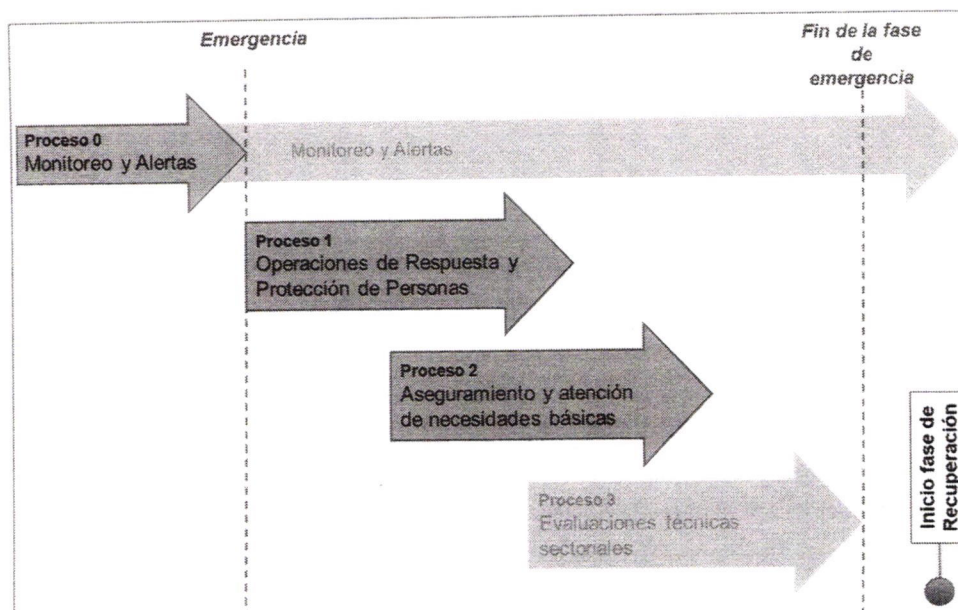 Emergencia
Fin de la fase
de
emergencia
Proceso 0
Monitoreo y Alertas
Monitoreo y Alertas
Proceso 1
Operaciones de Respuesta y
Protección de Personas
Proceso 2
Aseguramiento y atención
de necesidades básicas
Proceso 3
Evaluaciones técnicas
sectoriales
Inicio fase de
Recuperación